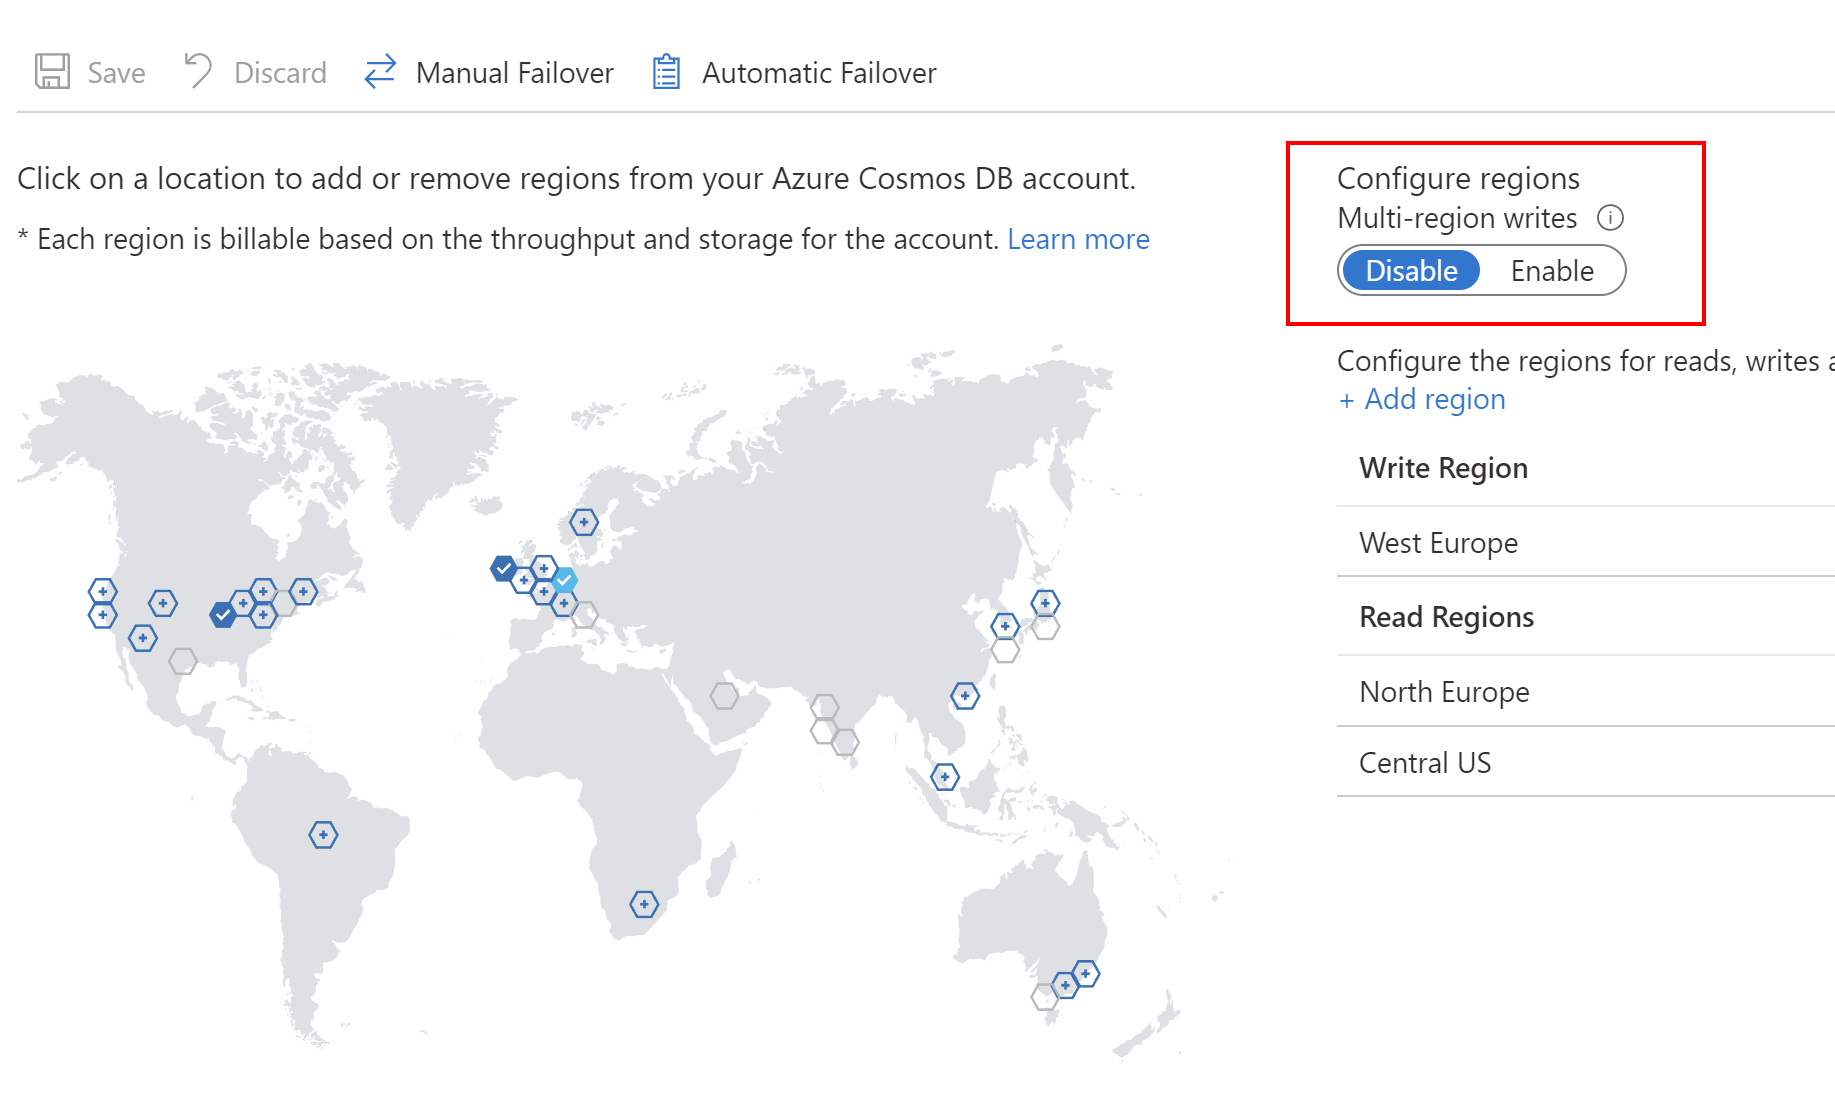 Save Discard Manual Failover Automatic Failover
Click on a location to add or remove regions from your Azure Cosmos DB account.
* Each region is billable based on the throughput and storage for the account. Learn more
Configure regions
Multi-region writes
Disable Enable
Configure the regions for reads, writes a
+ Add region
Write Region
West Europe
Read Regions
North Europe
Central US